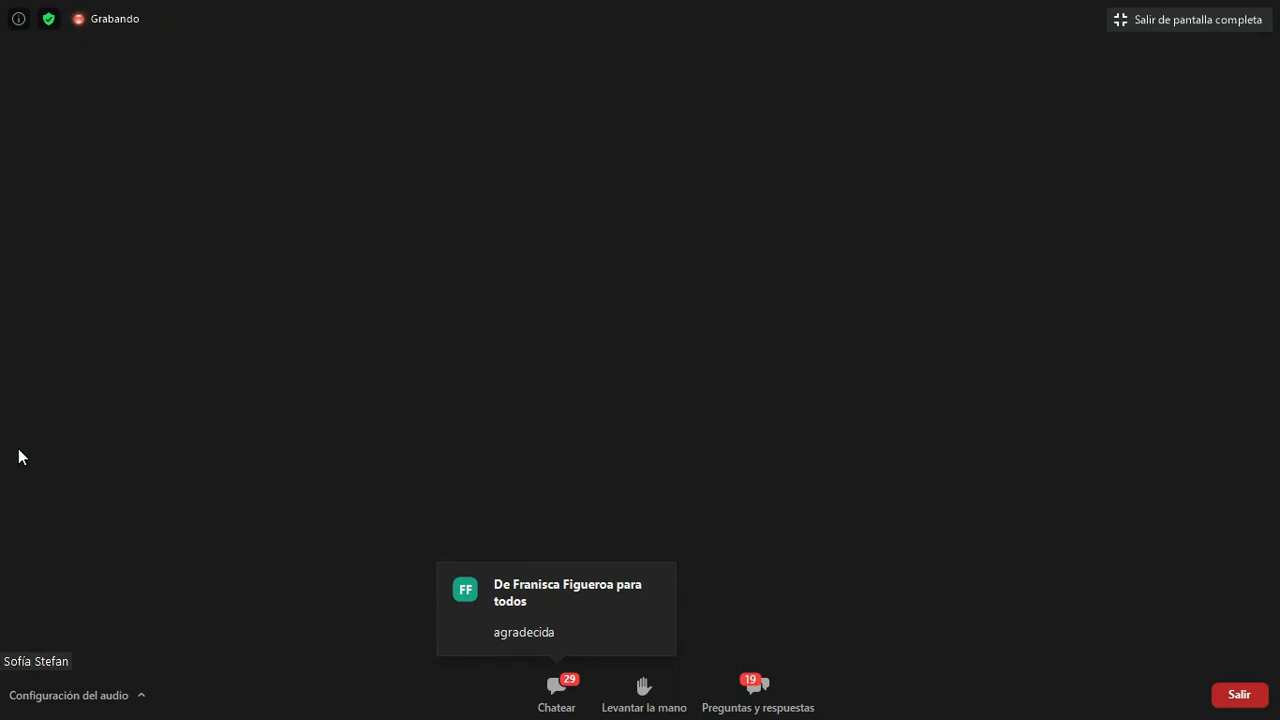 Grabando
Salir de pantalla completa
FF
De Franisca Figueroa para
todos
agradecida
Sofía Stefan
Configuración del audio
29
Chatear
Levantar la mano
19
Preguntas y respuestas
Salir